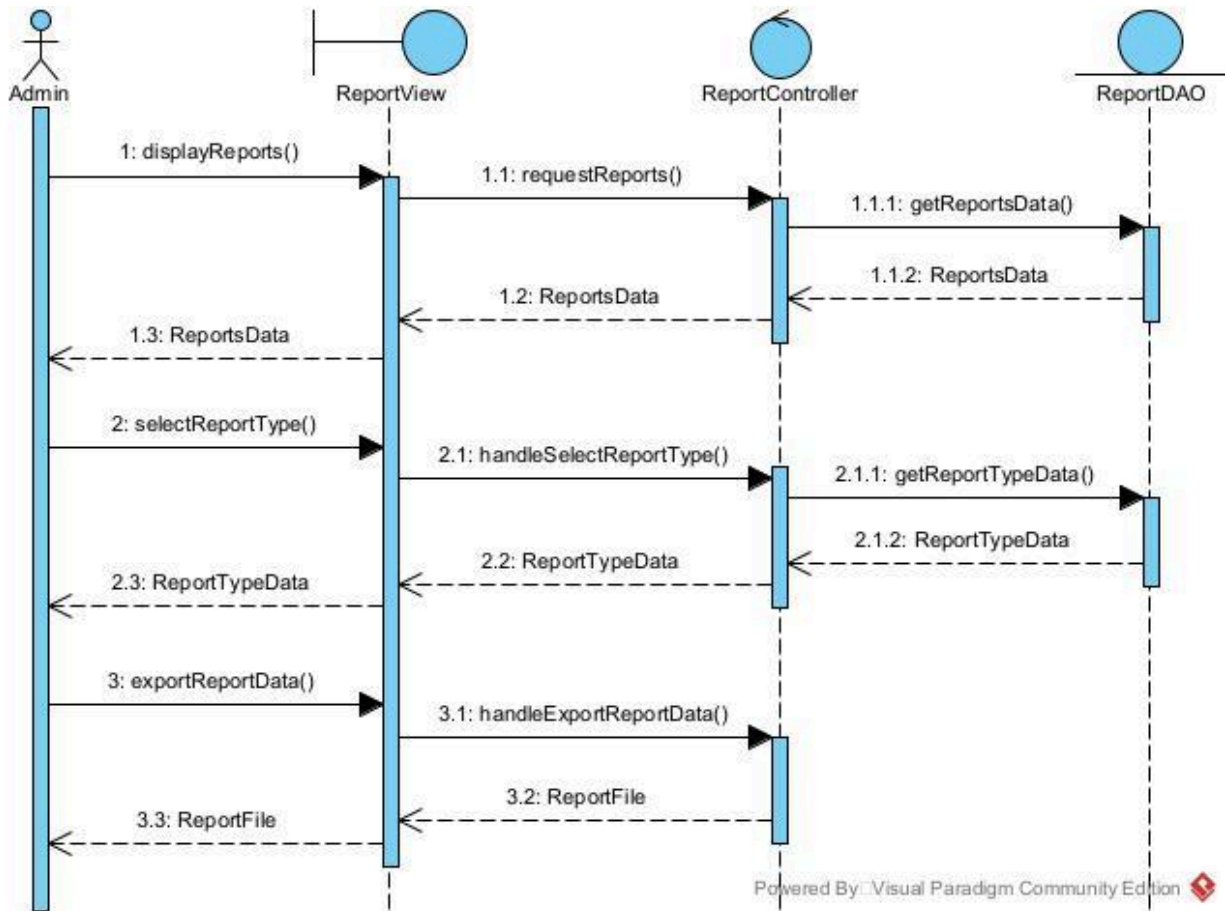 Admin
ReportView
ReportController
ReportDAO
1: displayReports()
1.1: requestReports()
1.1.1: getReportsData()
1.1.2: ReportsData
1.2: ReportsData
1.3: ReportsData
2: selectReportType()
2.1: handleSelectReportType()
2.1.1: getReportTypeData()
2.1.2: ReportTypeData
2.2: ReportTypeData
2.3: ReportTypeData
3: exportReportData()
3.1: handleExportReportData()
3.2: ReportFile
3.3: ReportFile
Powered By□Visual Paradigm Community Edition